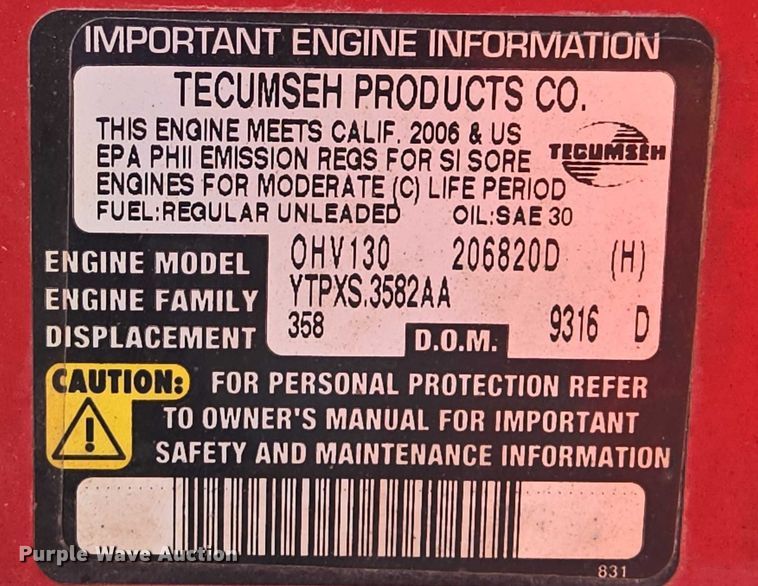 IMPORTANT ENGINE INFORMATION
TECUMSEH PRODUCTS CO.
THIS ENGINE MEETS CALIF. 2006 & US
EPA PHII EMISSION REGS FOR SI SORE
ENGINES FOR MODERATE (C) LIFE PERIOD
FUEL:REGULAR UNLEADED OIL:SAE 30
TECUMSEH
ENGINE MODEL OHV130 206820D (H)
ENGINE FAMILY YTPXS.3582AA
DISPLACEMENT 358 D.O.M. 9316 D
CAUTION: FOR PERSONAL PROTECTION REFER
TO OWNER'S MANUAL FOR IMPORTANT
SAFETY AND MAINTENANCE INFORMATION
Purple Wave Auction
831